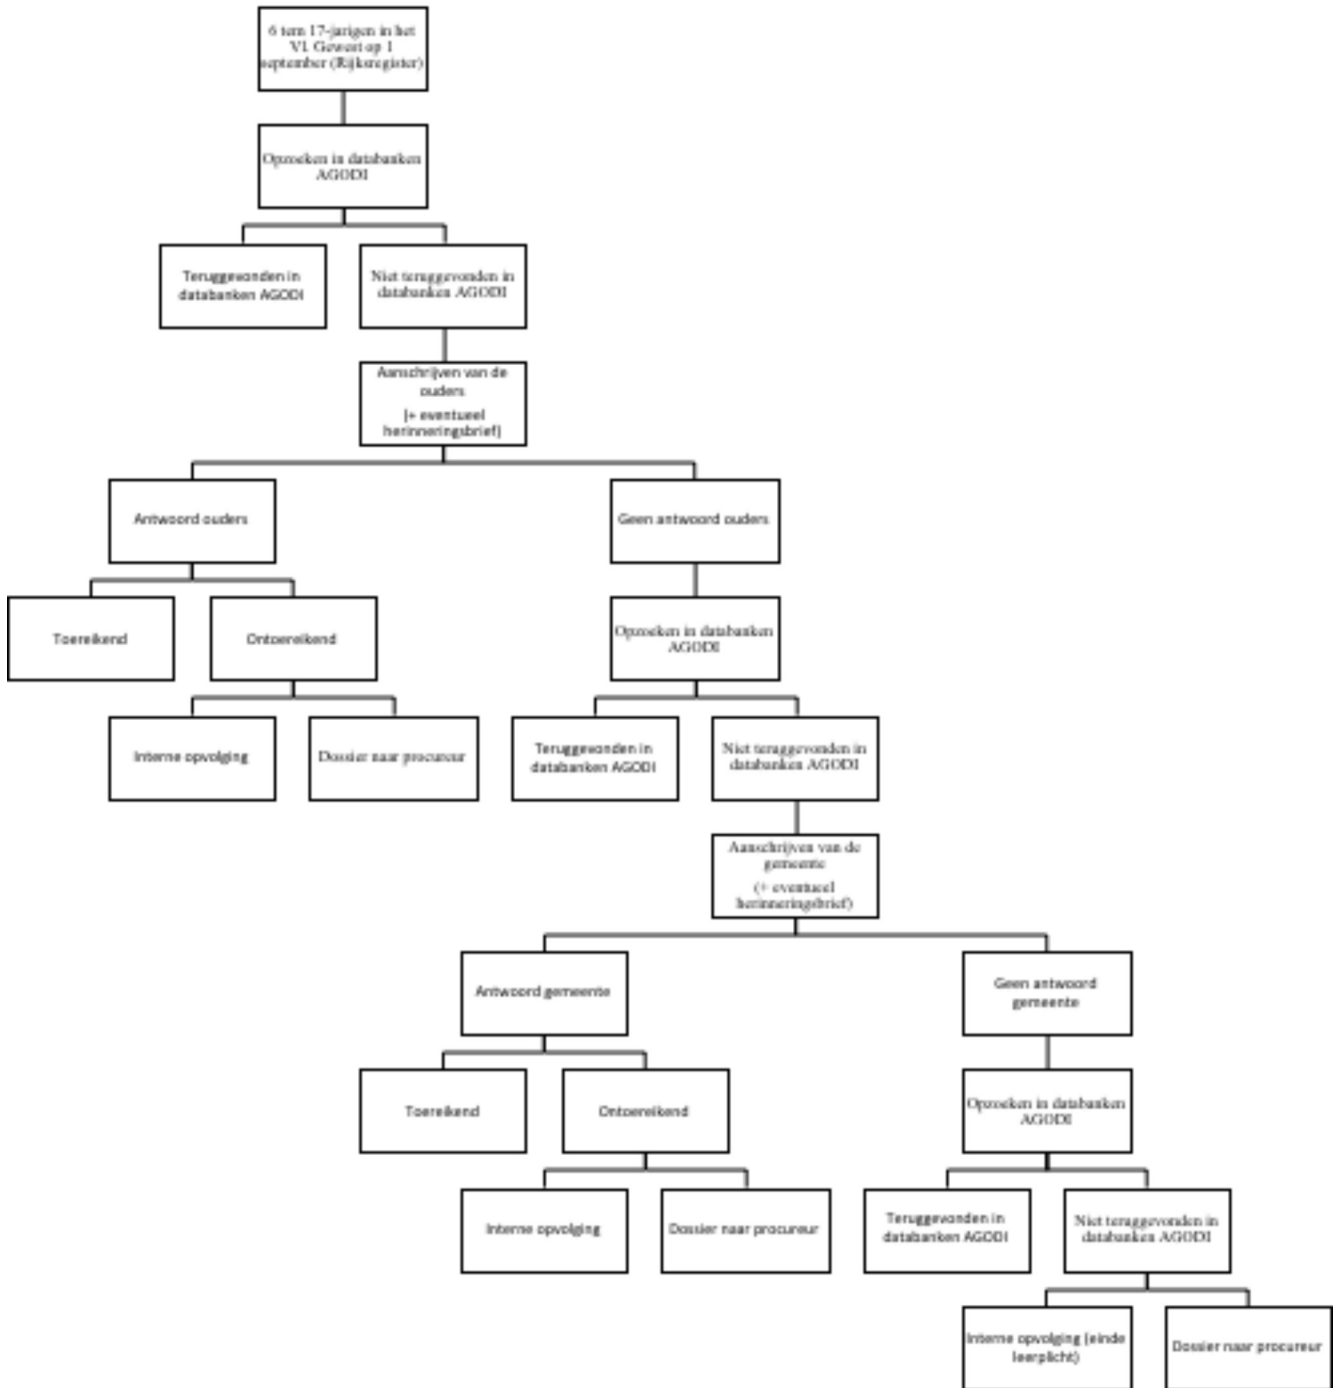 6 tem 17-jarigen in het
Vl. Gewest op 1
september (Rijksregister)
Opzoeken in databanken
AGODI
Teruggevonden in
databanken AGODI
Niet teruggevonden in
databanken AGODI
Aanschrijven van de
ouders
(+ eventueel
herinneringsbrief)
Antwoord ouders
Geen antwoord ouders
Toereikend
Ontoereikend
Opzoeken in databanken
AGODI
Interne opvolging
Dossier naar procureur
Teruggevonden in
databanken AGODI
Niet teruggevonden in
databanken AGODI
Aanschrijven van de
gemeente
(+ eventueel
herinneringsbrief)
Antwoord gemeente
Geen antwoord
gemeente
Toereikend
Ontoereikend
Opzoeken in databanken
AGODI
Interne opvolging
Dossier naar procureur
Teruggevonden in
databanken AGODI
Niet teruggevonden in
databanken AGODI
Interne opvolging (einde
leerplicht)
Dossier naar procureur